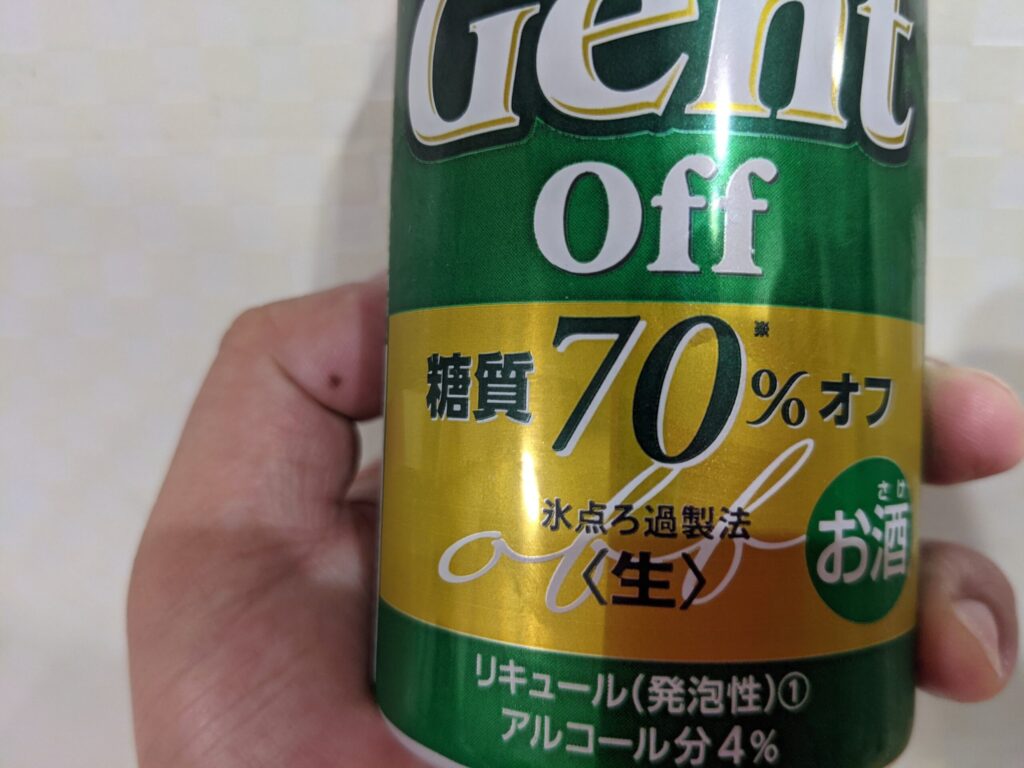 Gent
off
糖質70%※オフ
氷点ろ過製法
off
〈生〉
さけ
お酒
リキュール(発泡性)①
アルコール分4%